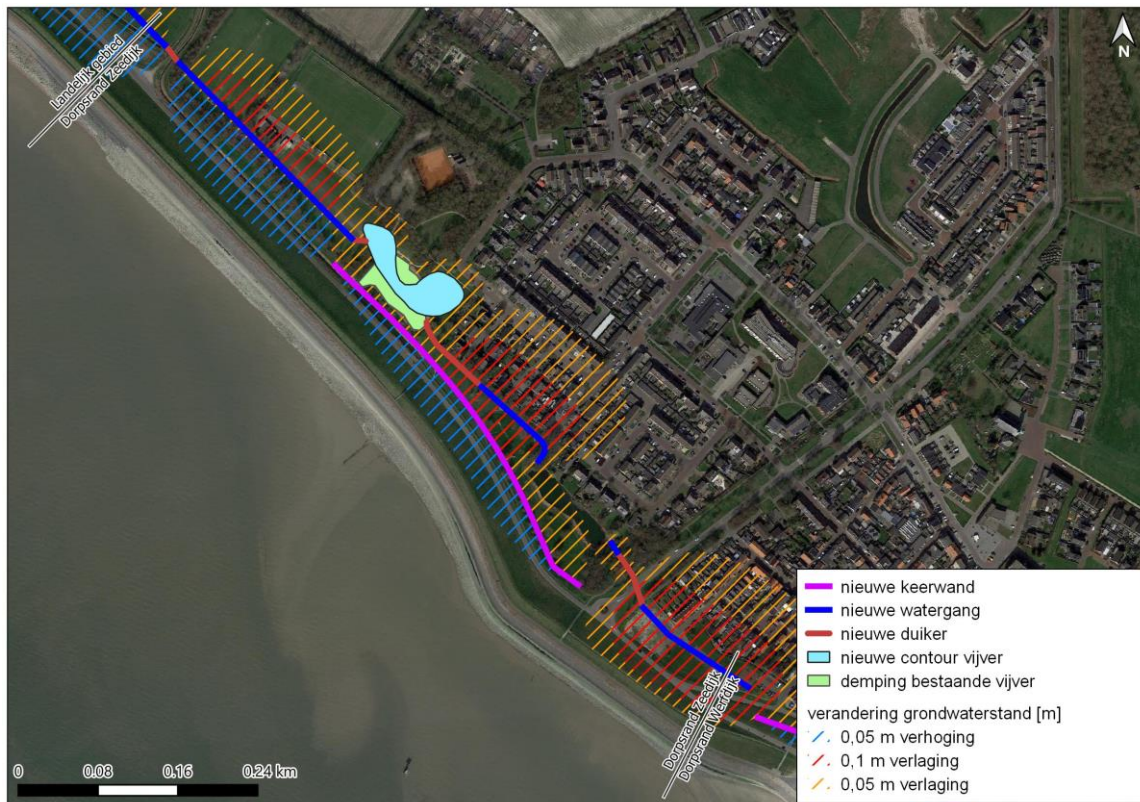 N
Landelijk gebied
Dorpsrand Zeedijk
Dorpsrand Zeedijk
Dorpsrand Werfdijk
nieuwe keerwand
nieuwe watergang
nieuwe duiker
nieuwe contour vijver
demping bestaande vijver
verandering grondwaterstand [m]
0,05 m verhoging
0,1 m verlaging
0,05 m verlaging
0 0.08 0.16 0.24 km